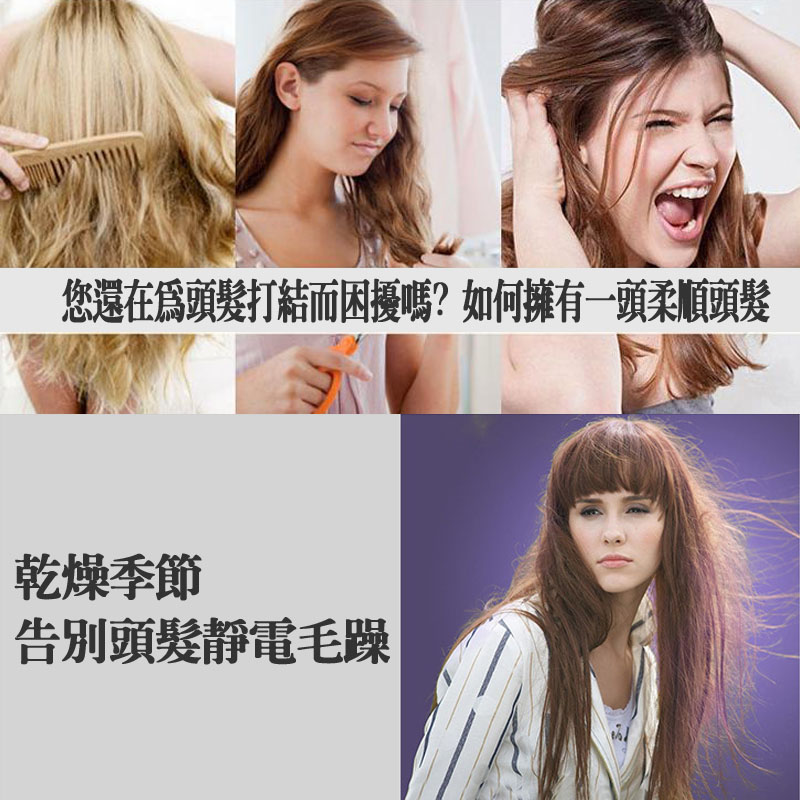 您還在為頭髮打結而困擾嗎？如何擁有一頭柔順頭髮
乾燥季節
告別頭髮靜電毛躁